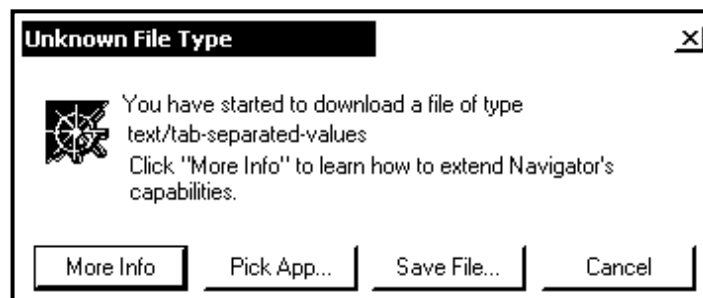 Unknown File Type
You have started to download a file of type
text/tab-separated-values
Click "More Info" to learn how to extend Navigator's
capabilities.
More Info Pick App... Save File... Cancel